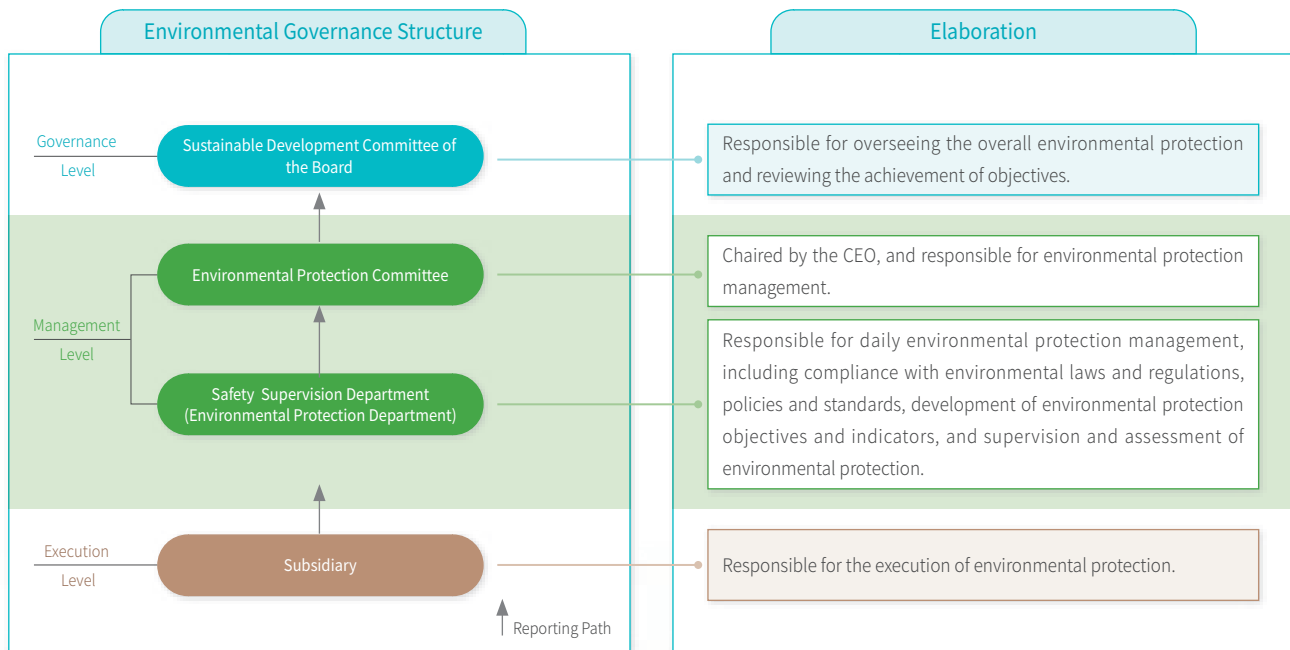 Environmental Governance Structure
Elaboration
Governance
Level
Sustainable Development Committee of
the Board
Responsible for overseeing the overall environmental protection
and reviewing the achievement of objectives.
Management
Level
Environmental Protection Committee
Chaired by the CEO, and responsible for environmental protection
management.
Safety Supervision Department
(Environmental Protection Department)
Responsible for daily environmental protection management,
including compliance with environmental laws and regulations,
policies and standards, development of environmental protection
objectives and indicators, and supervision and assessment of
environmental protection.
Execution
Level
Subsidiary
Responsible for the execution of environmental protection.
Reporting Path